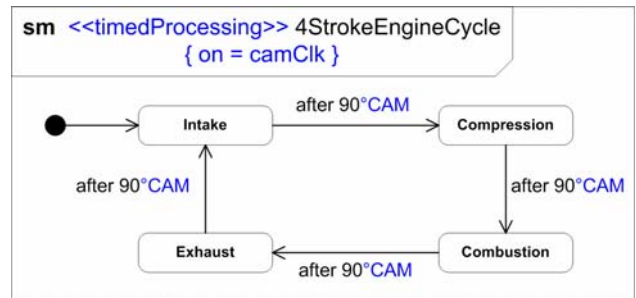 sm <<timedProcessing>> 4StrokeEngineCycle
{ on = camClk }
after 90°CAM
Intake
Compression
after 90°CAM
after 90°CAM
Exhaust
Combustion
after 90°CAM